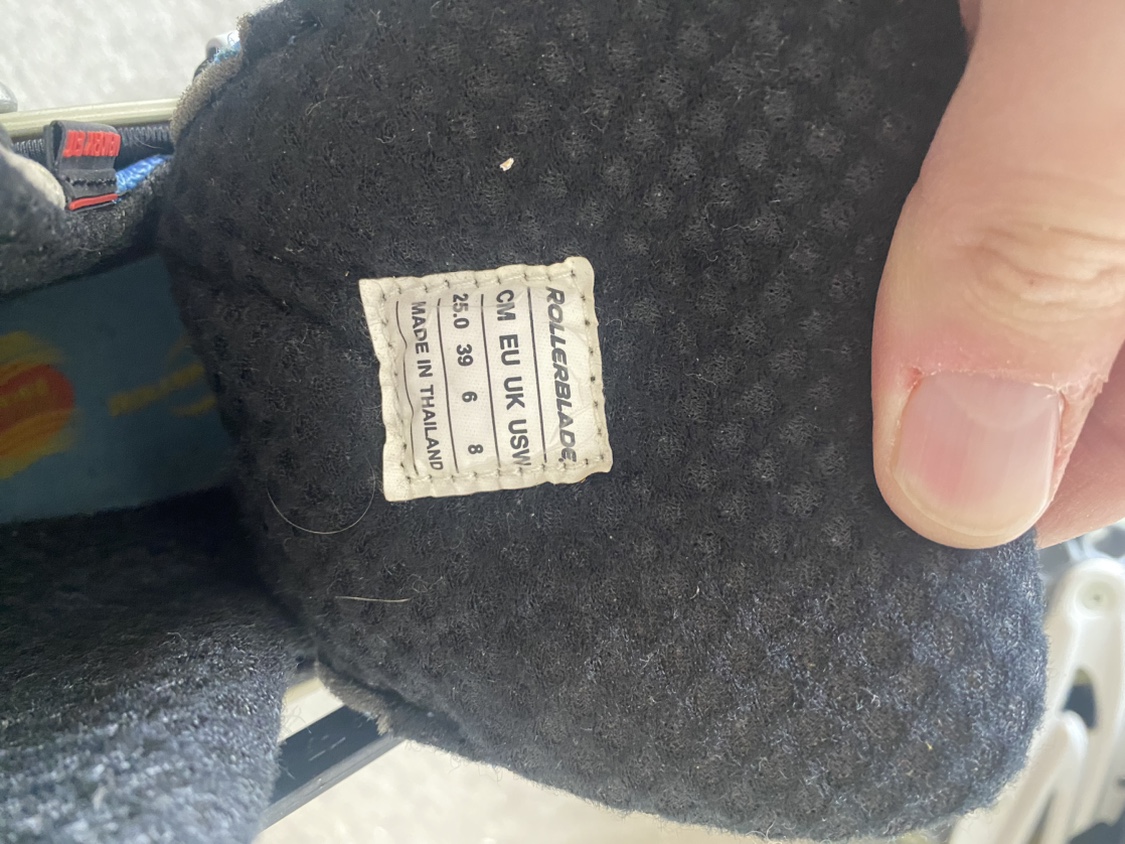 ROLLERBLADE
CM EU UK USW
25.0 39 6 8
MADE IN THAILAND